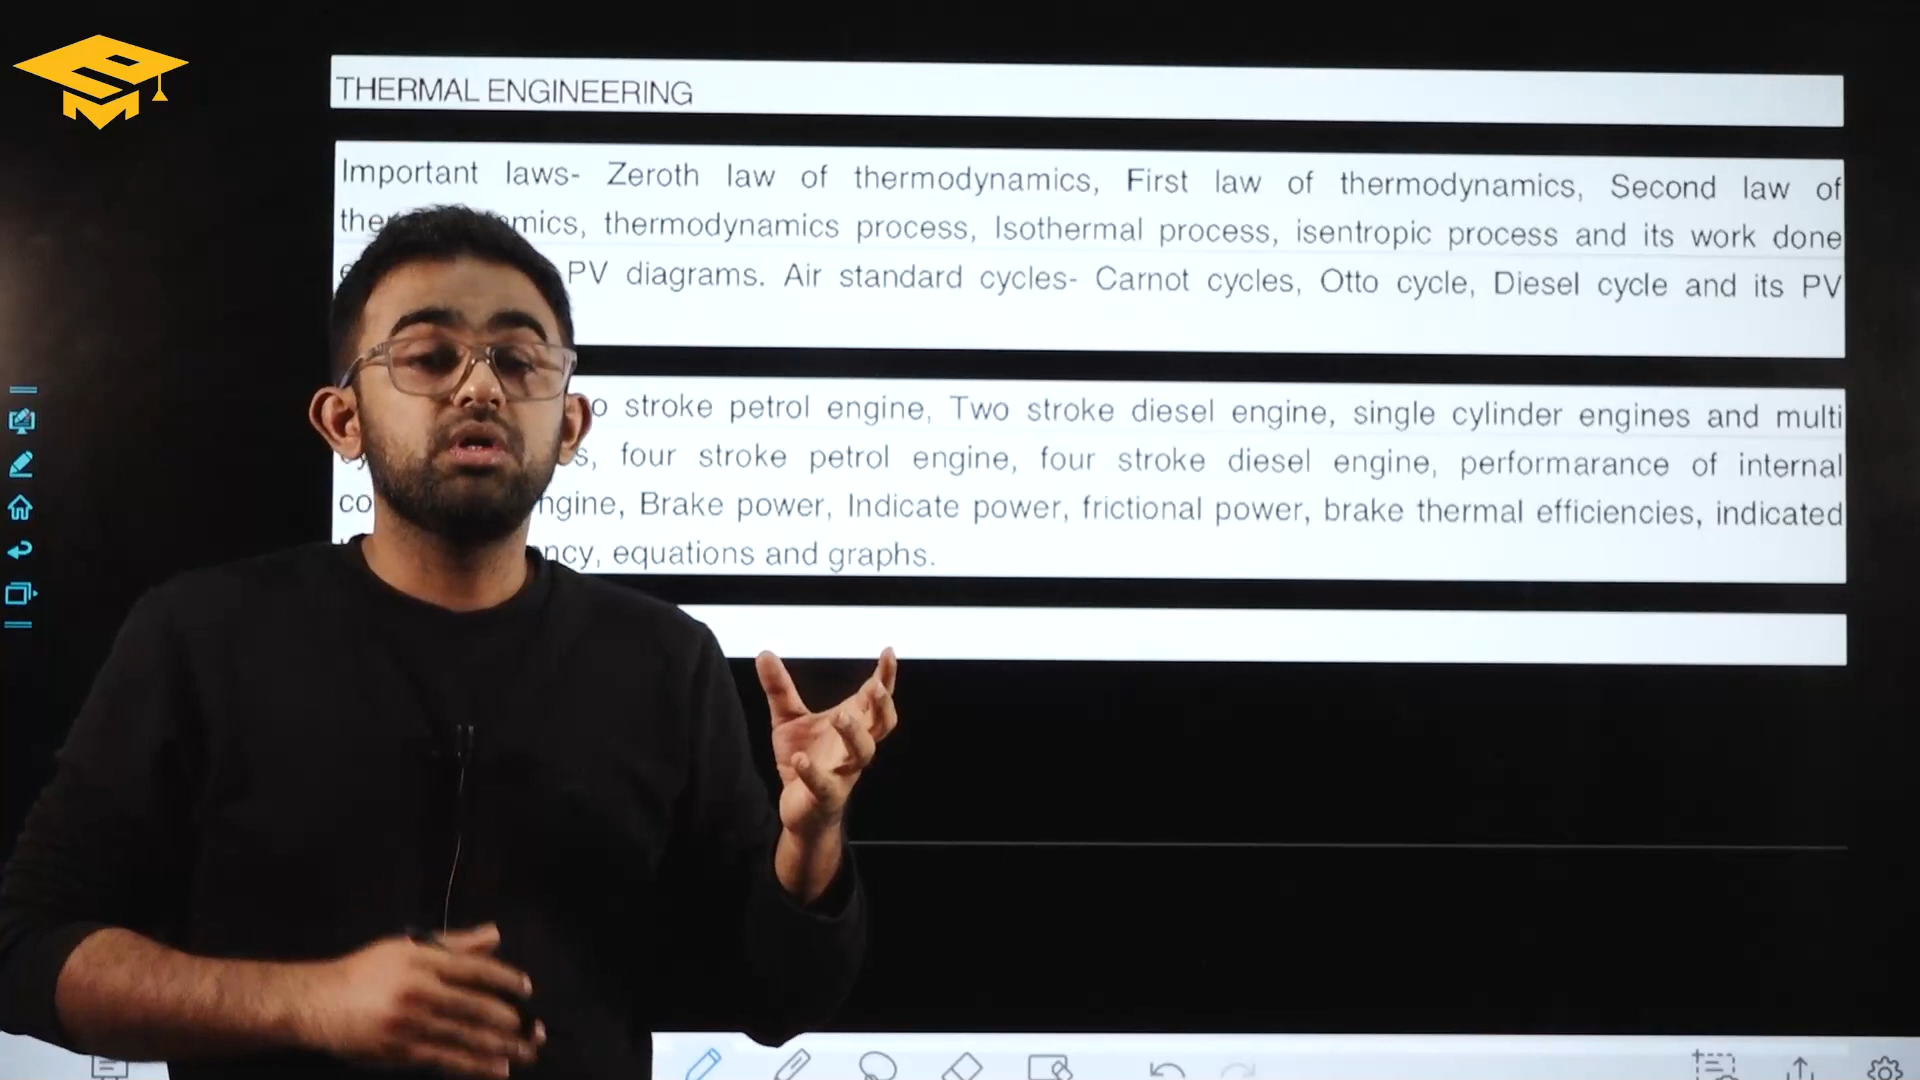 THERMAL ENGINEERING
Important laws- Zeroth law of thermodynamics, First law of thermodynamics, Second law of
thermodynamics, thermodynamics process, Isothermal process, isentropic process and its work done
PV diagrams. Air standard cycles- Carnot cycles, Otto cycle, Diesel cycle and its PV
stroke petrol engine, Two stroke diesel engine, single cylinder engines and multi
four stroke petrol engine, four stroke diesel engine, performarance of internal
engine, Brake power, Indicate power, frictional power, brake thermal efficiencies, indicated
equations and graphs.